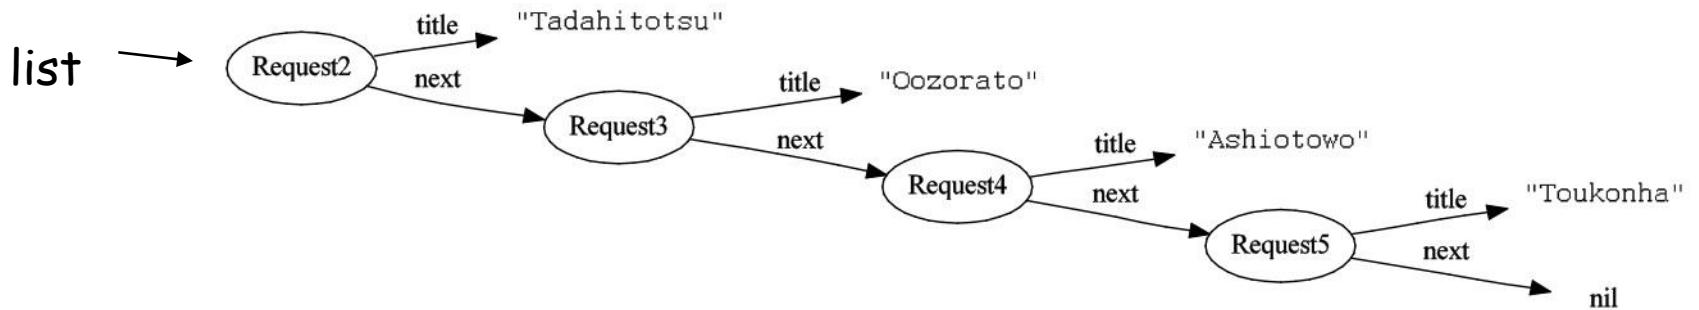 list
Request2
title
"Tadahitotsu"
next
Request3
title
"Oozorato"
next
Request4
title
"Ashiotowo"
next
Request5
title
"Toukonha"
next
nil